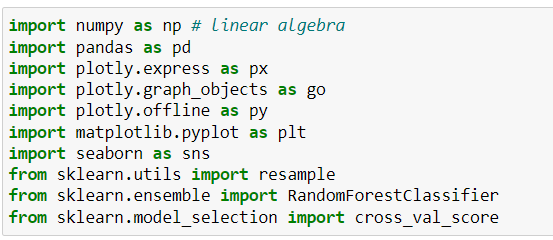 import numpy as np # linear algebra
import pandas as pd
import plotly.express as px
import plotly.graph_objects as go
import plotly.offline as py
import matplotlib.pyplot as plt
import seaborn as sns
from sklearn.utils import resample
from sklearn.ensemble import RandomForestClassifier
from sklearn.model_selection import cross_val_score